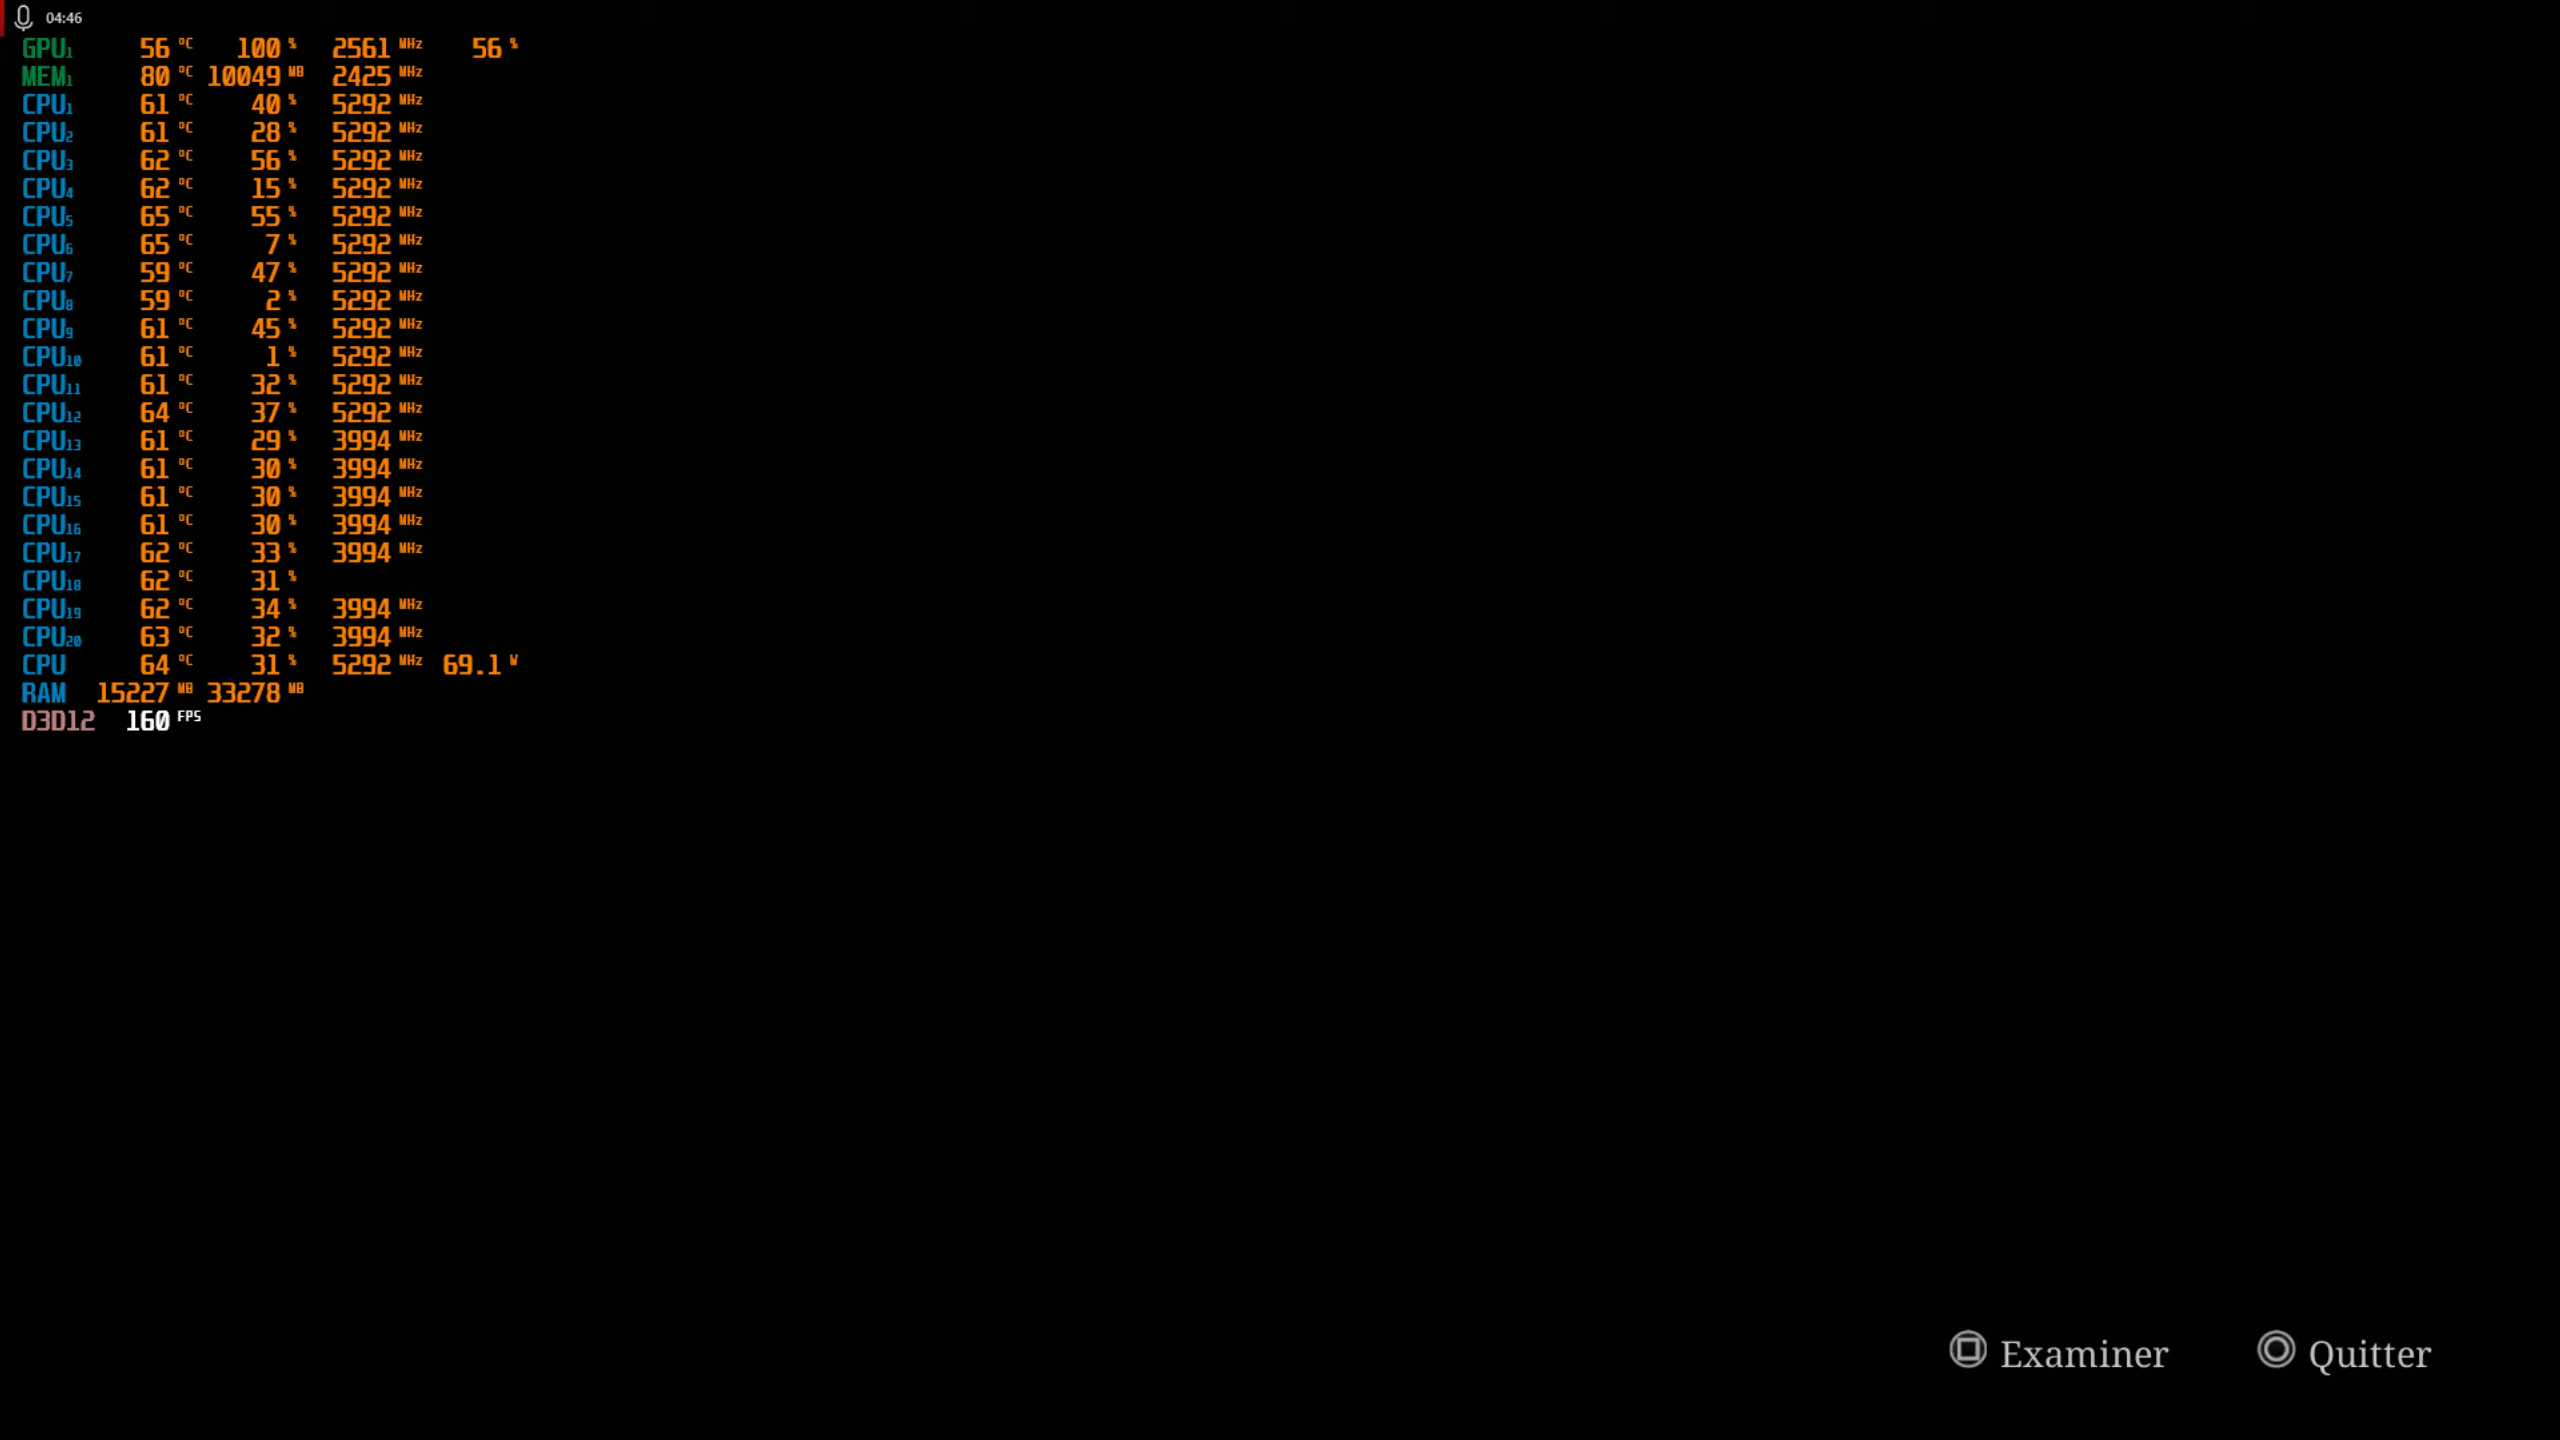 04:46
GPU1 56 °C 100 % 2561 MHz 56 %
MEM1 80 °C 10049 MB 2425 MHz
CPU1 61 °C 40 % 5292 MHz
CPU2 61 °C 28 % 5292 MHz
CPU3 62 °C 56 % 5292 MHz
CPU4 62 °C 15 % 5292 MHz
CPU5 65 °C 55 % 5292 MHz
CPU6 65 °C 7 % 5292 MHz
CPU7 59 °C 47 % 5292 MHz
CPU8 59 °C 2 % 5292 MHz
CPU9 61 °C 45 % 5292 MHz
CPU10 61 °C 1 % 5292 MHz
CPU11 61 °C 32 % 5292 MHz
CPU12 64 °C 37 % 5292 MHz
CPU13 61 °C 29 % 3994 MHz
CPU14 61 °C 30 % 3994 MHz
CPU15 61 °C 30 % 3994 MHz
CPU16 61 °C 30 % 3994 MHz
CPU17 62 °C 33 % 3994 MHz
CPU18 62 °C 31 %
CPU19 62 °C 34 % 3994 MHz
CPU20 63 °C 32 % 3994 MHz
CPU 64 °C 31 % 5292 MHz 69.1 W
RAM 15227 MB 33278 MB
D3D12 160 FPS
Examiner Quitter